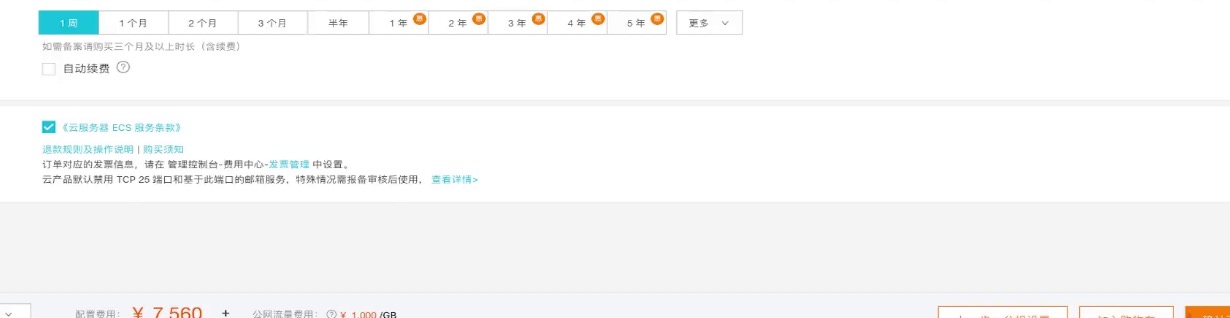 1 周 1 个月 2 个月 3 个月 半年 1 年 惠 2 年 惠 3 年 惠 4 年 惠 5 年 惠 更多
如需备案请购买三个月及以上时长（含续费）
自动续费 ?
《云服务器 ECS 服务条款》
退款规则及操作说明 | 购买须知
订单对应的发票信息，请在 管理控制台-费用中心-发票管理 中设置。
云产品默认禁用 TCP 25 端口和基于此端口的邮箱服务，特殊情况需报备审核后使用， 查看详情>
配置费用： ¥ 7.560 + 公网流量费用： ? ¥ 1.000 /GB